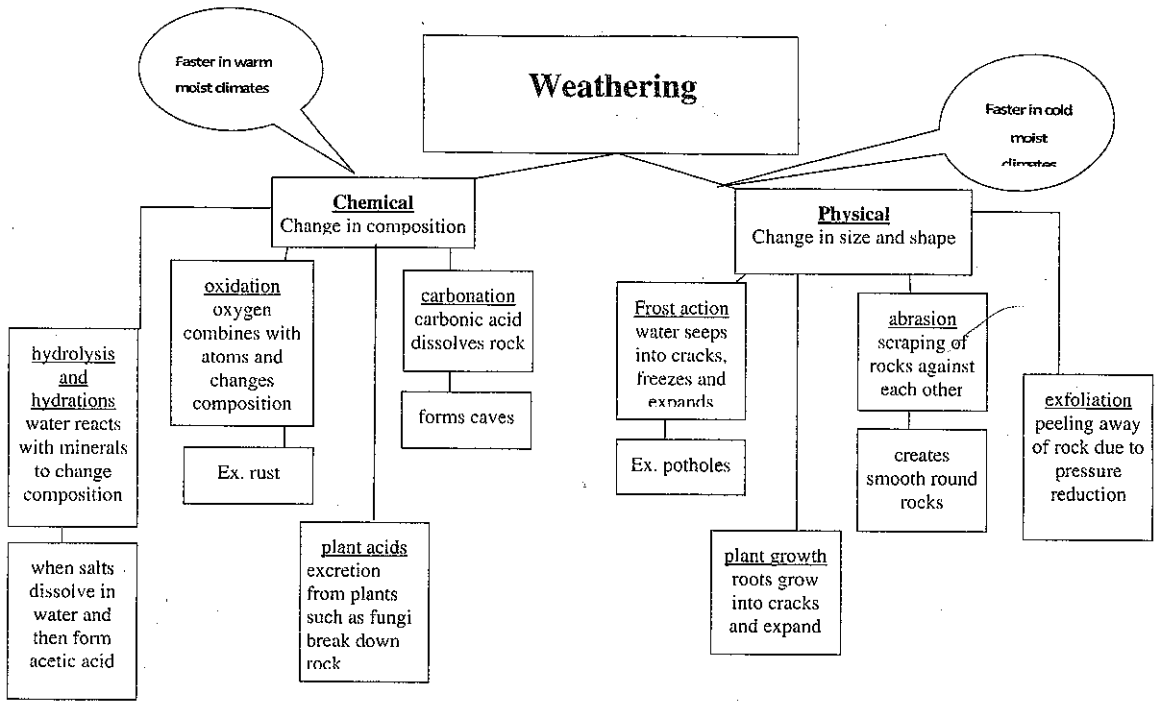 Weathering
Faster in warm
moist climates
Faster in cold
moist
climates
Chemical
Change in composition
Physical
Change in size and shape
hydrolysis
and
hydrations
water reacts
with minerals
to change
composition
when salts
dissolve in
water and
then form
acetic acid
oxidation
oxygen
combines with
atoms and
changes
composition
Ex. rust
plant acids
excretion
from plants
such as fungi
break down
rock
carbonation
carbonic acid
dissolves rock
forms caves
Frost action
water seeps
into cracks,
freezes and
expands
Ex. potholes
plant growth
roots grow
into cracks
and expand
abrasion
scraping of
rocks against
each other
creates
smooth round
rocks
exfoliation
peeling away
of rock due to
pressure
reduction